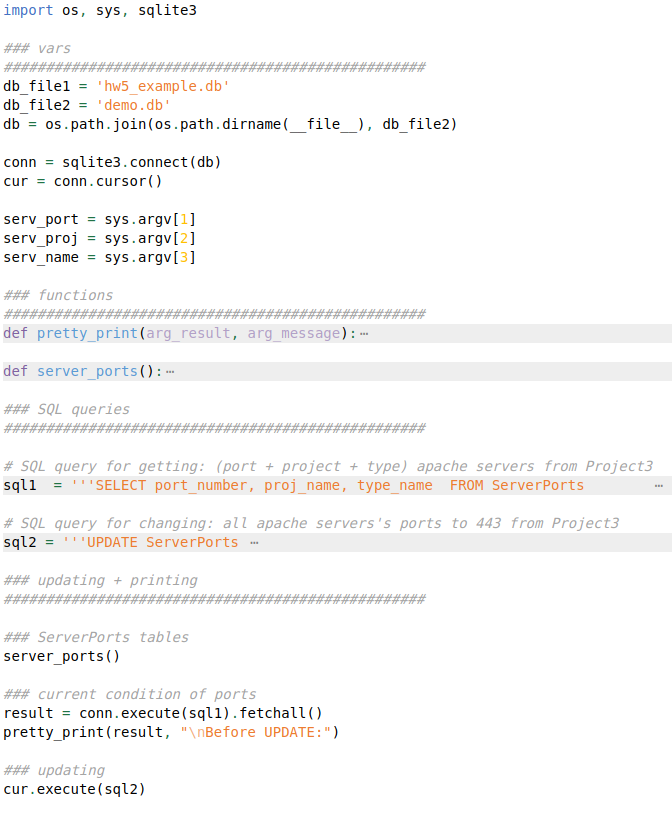 import os, sys, sqlite3
### vars
##################################################
db_file1 = 'hw5_example.db'
db_file2 = 'demo.db'
db = os.path.join(os.path.dirname(__file__), db_file2)
conn = sqlite3.connect(db)
cur = conn.cursor()
serv_port = sys.argv[1]
serv_proj = sys.argv[2]
serv_name = sys.argv[3]
### functions
##################################################
def pretty_print(arg_result, arg_message):⋯
def server_ports():⋯
### SQL queries
##################################################
# SQL query for getting: (port + project + type) apache servers from Project3
sql1  = '''SELECT port_number, proj_name, type_name  FROM ServerPorts ⋯
# SQL query for changing: all apache servers's ports to 443 from Project3
sql2 = '''UPDATE ServerPorts ⋯
### updating + printing
##################################################
### ServerPorts tables
server_ports()
### current condition of ports
result = conn.execute(sql1).fetchall()
pretty_print(result, "\nBefore UPDATE:")
### updating
cur.execute(sql2)